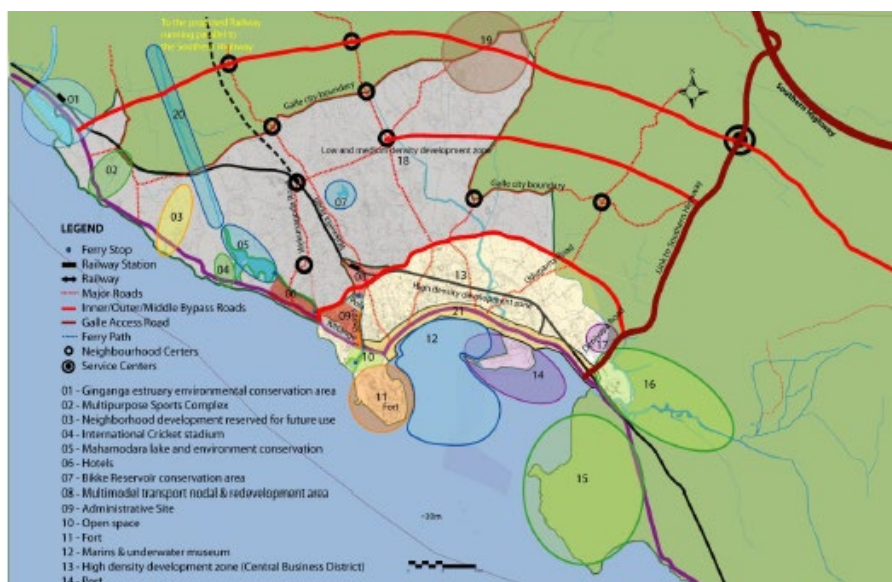 To the proposed Railway
running parallel to
the Southern Highway
01
02
03
04
05
06
07
09
10
11
Fort
12
13
14
15
16
17
18
19
20
21
Galle city boundary
Low and medium density development zone
Galle city boundary
High density development zone
Southern Highway
Link to Southern Highway
-30m
LEGEND
Ferry Stop
Railway Station
Railway
Major Roads
Inner/Outer/Middle Bypass Roads
Galle Access Road
Ferry Path
Neighbourhood Centers
Service Centers
01 - Ginganga estuary environmental conservation area
02 - Multipurpose Sports Complex
03 - Neighborhood development reserved for future use
04 - International Cricket stadium
05 - Mahamodara lake and environment conservation
06 - Hotels
07 - Bikke Reservoir conservation area
08 - Multimodel transport nodal & redevelopment area
09 - Administrative Site
10 - Open space
11 - Fort
12 - Marins & underwater museum
13 - High density development zone (Central Business District)
14 - Port